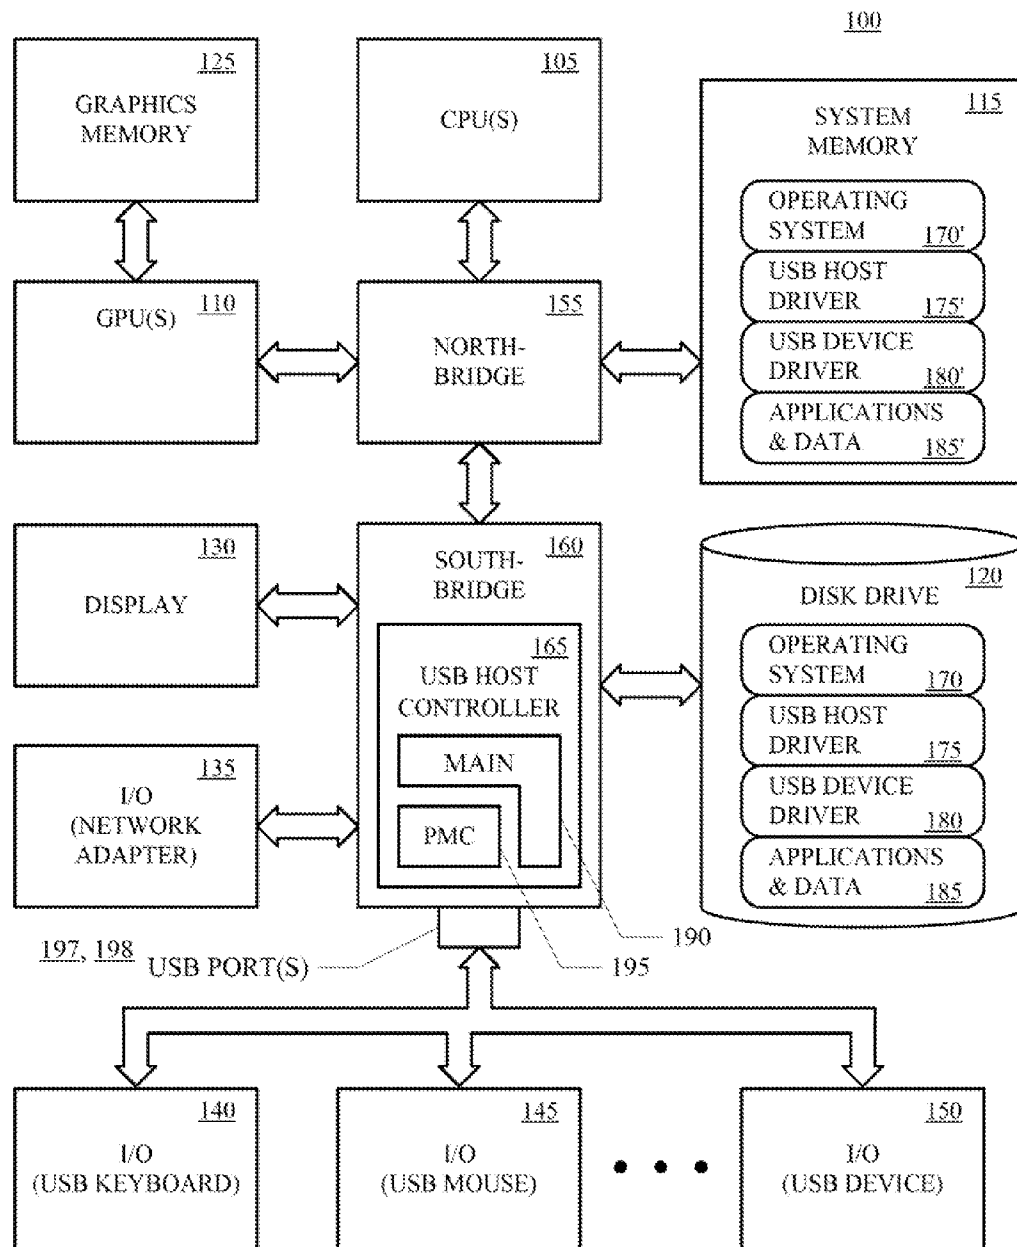 100
125
GRAPHICS
MEMORY
105
CPU(S)
115
SYSTEM
MEMORY
OPERATING
SYSTEM 170'
USB HOST
DRIVER 175'
USB DEVICE
DRIVER 180'
APPLICATIONS
& DATA 185'
110
GPU(S)
155
NORTH-
BRIDGE
130
DISPLAY
160
SOUTH-
BRIDGE
165
USB HOST
CONTROLLER
MAIN
PMC
120
DISK DRIVE
OPERATING
SYSTEM 170
USB HOST
DRIVER 175
USB DEVICE
DRIVER 180
APPLICATIONS
& DATA 185
135
I/O
(NETWORK
ADAPTER)
190
195
197, 198
USB PORT(S)
140
I/O
(USB KEYBOARD)
145
I/O
(USB MOUSE)
150
I/O
(USB DEVICE)